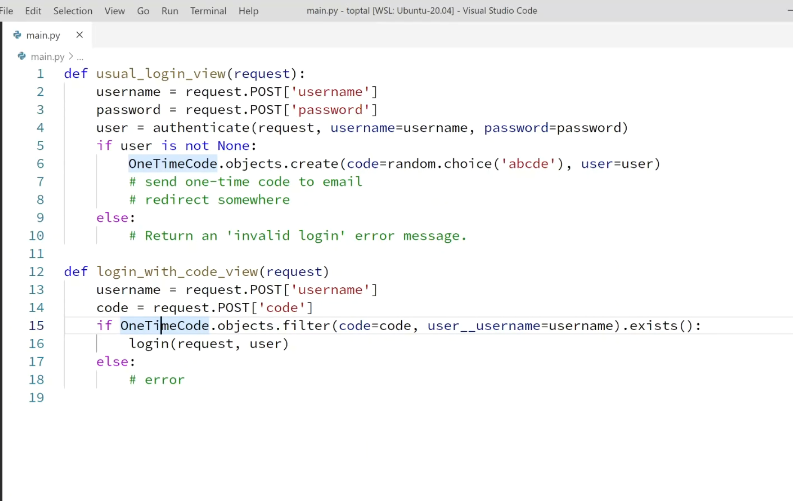 File Edit Selection View Go Run Terminal Help main.py - toptal [WSL: Ubuntu-20.04] - Visual Studio Code
main.py ×
main.py > ...
1 def usual_login_view(request):
2 username = request.POST['username']
3 password = request.POST['password']
4 user = authenticate(request, username=username, password=password)
5 if user is not None:
6 OneTimeCode.objects.create(code=random.choice('abcde'), user=user)
7 # send one-time code to email
8 # redirect somewhere
9 else:
10 # Return an 'invalid login' error message.
11
12 def login_with_code_view(request)
13 username = request.POST['username']
14 code = request.POST['code']
15 if OneTimeCode.objects.filter(code=code, user__username=username).exists():
16 login(request, user)
17 else:
18 # error
19